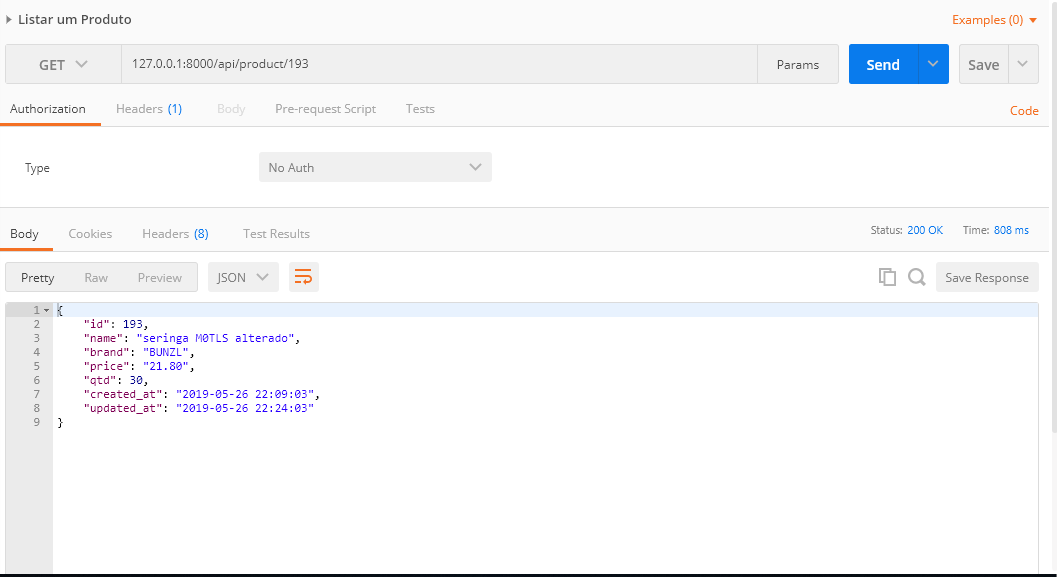 Listar um Produto
Examples (0)
GET
127.0.0.1:8000/api/product/193
Params
Send
Save
Authorization
Headers (1)
Body
Pre-request Script
Tests
Code
Type
No Auth
Body
Cookies
Headers (8)
Test Results
Status: 200 OK
Time: 808 ms
Pretty
Raw
Preview
JSON
Save Response
1 {
2 "id": 193,
3 "name": "seringa M0TLS alterado",
4 "brand": "BUNZL",
5 "price": "21.80",
6 "qtd": 30,
7 "created_at": "2019-05-26 22:09:03",
8 "updated_at": "2019-05-26 22:24:03"
9 }